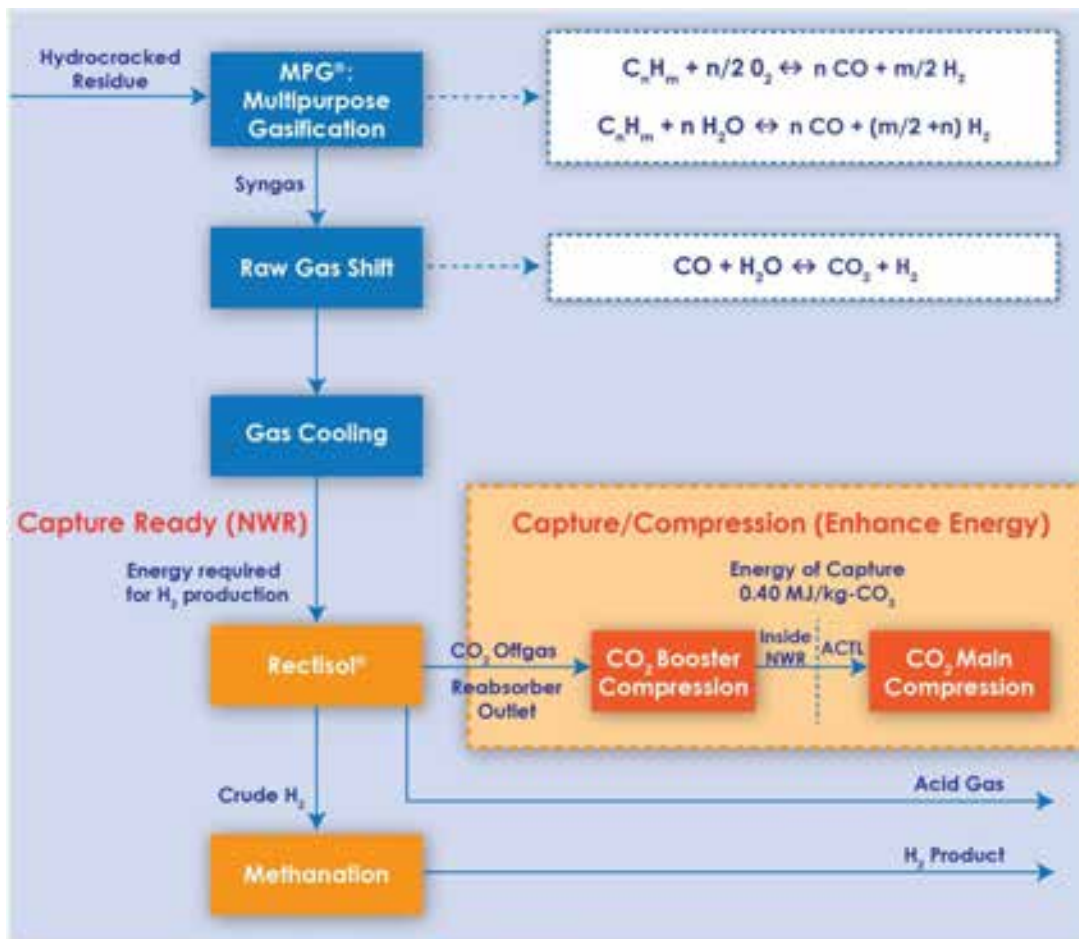 Hydrocracked
Residue
MPG®:
Multipurpose
Gasification
CₙHₘ + n/2 O₂ ↔ n CO + m/2 H₂
CₙHₘ + n H₂O ↔ n CO + (m/2 +n) H₂
Syngas
Raw Gas Shift
CO + H₂O ↔ CO₂ + H₂
Gas Cooling
Capture Ready (NWR)
Capture/Compression (Enhance Energy)
Energy required
for H₂ production
Energy of Capture
0.40 MJ/kg-CO₂
Rectisol®
CO₂ Offgas
Reabsorber
Outlet
CO₂ Booster
Compression
Inside
NWR
ACTL
CO₂ Main
Compression
Crude H₂
Acid Gas
Methanation
H₂ Product